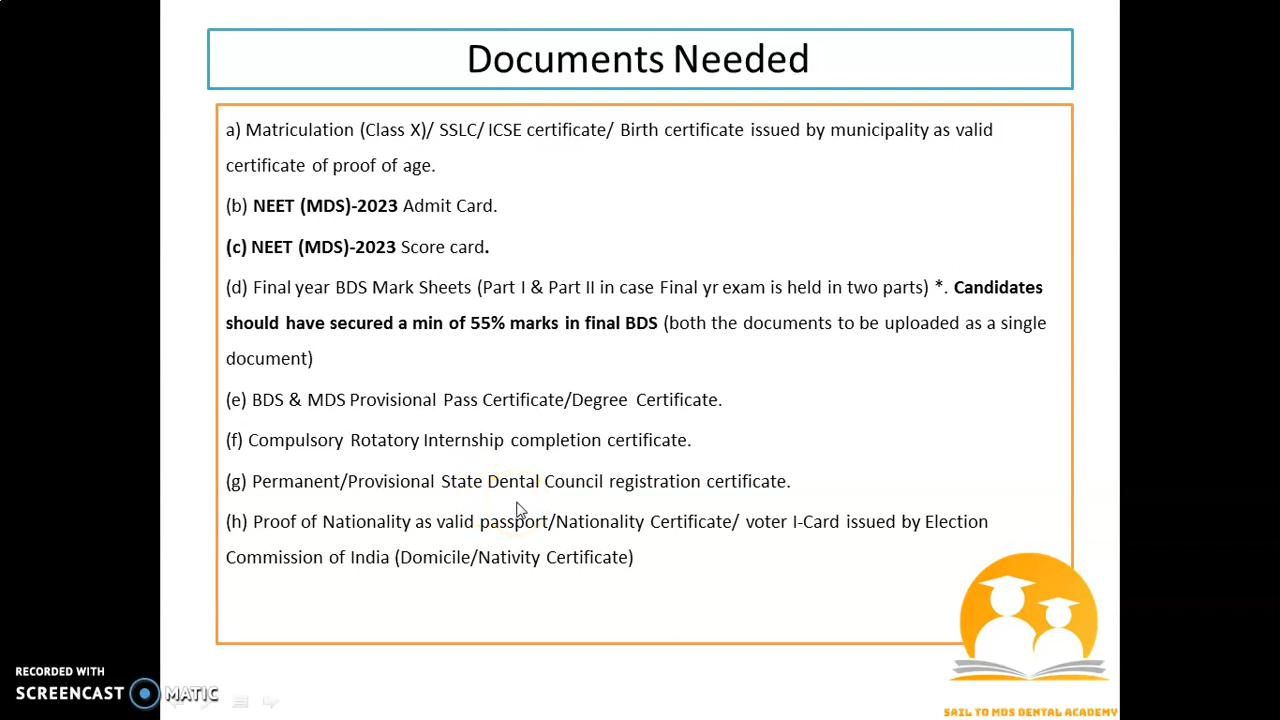 Documents Needed
a) Matriculation (Class X)/ SSLC/ ICSE certificate/ Birth certificate issued by municipality as valid
certificate of proof of age.
(b) NEET (MDS)-2023 Admit Card.
(c) NEET (MDS)-2023 Score card.
(d) Final year BDS Mark Sheets (Part I & Part II in case Final yr exam is held in two parts) *. Candidates
should have secured a min of 55% marks in final BDS (both the documents to be uploaded as a single
document)
(e) BDS & MDS Provisional Pass Certificate/Degree Certificate.
(f) Compulsory Rotatory Internship completion certificate.
(g) Permanent/Provisional State Dental Council registration certificate.
(h) Proof of Nationality as valid passport/Nationality Certificate/ voter I-Card issued by Election
Commission of India (Domicile/Nativity Certificate)
RECORDED WITH
SCREENCAST MATIC
SAIL TO MDS DENTAL ACADEMY